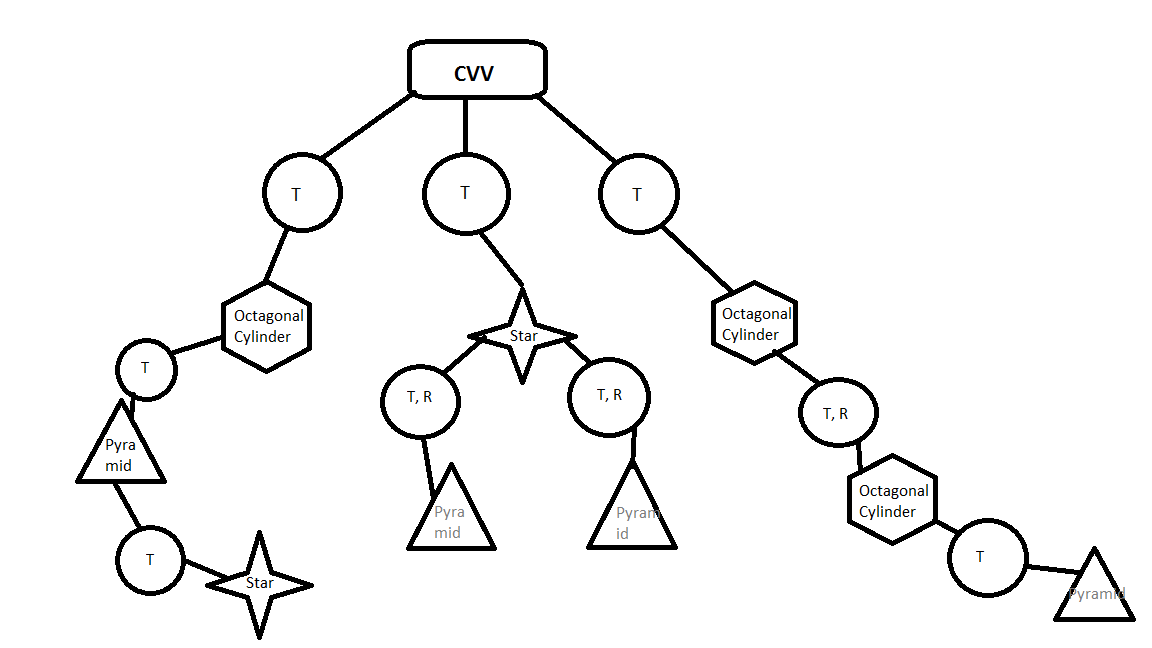 CVV
T
T
T
Octagonal
Cylinder
Star
Octagonal
Cylinder
T
T, R
T, R
T, R
Pyra
mid
Pyra
mid
Pyram
id
Octagonal
Cylinder
T
Star
T
Pyramid